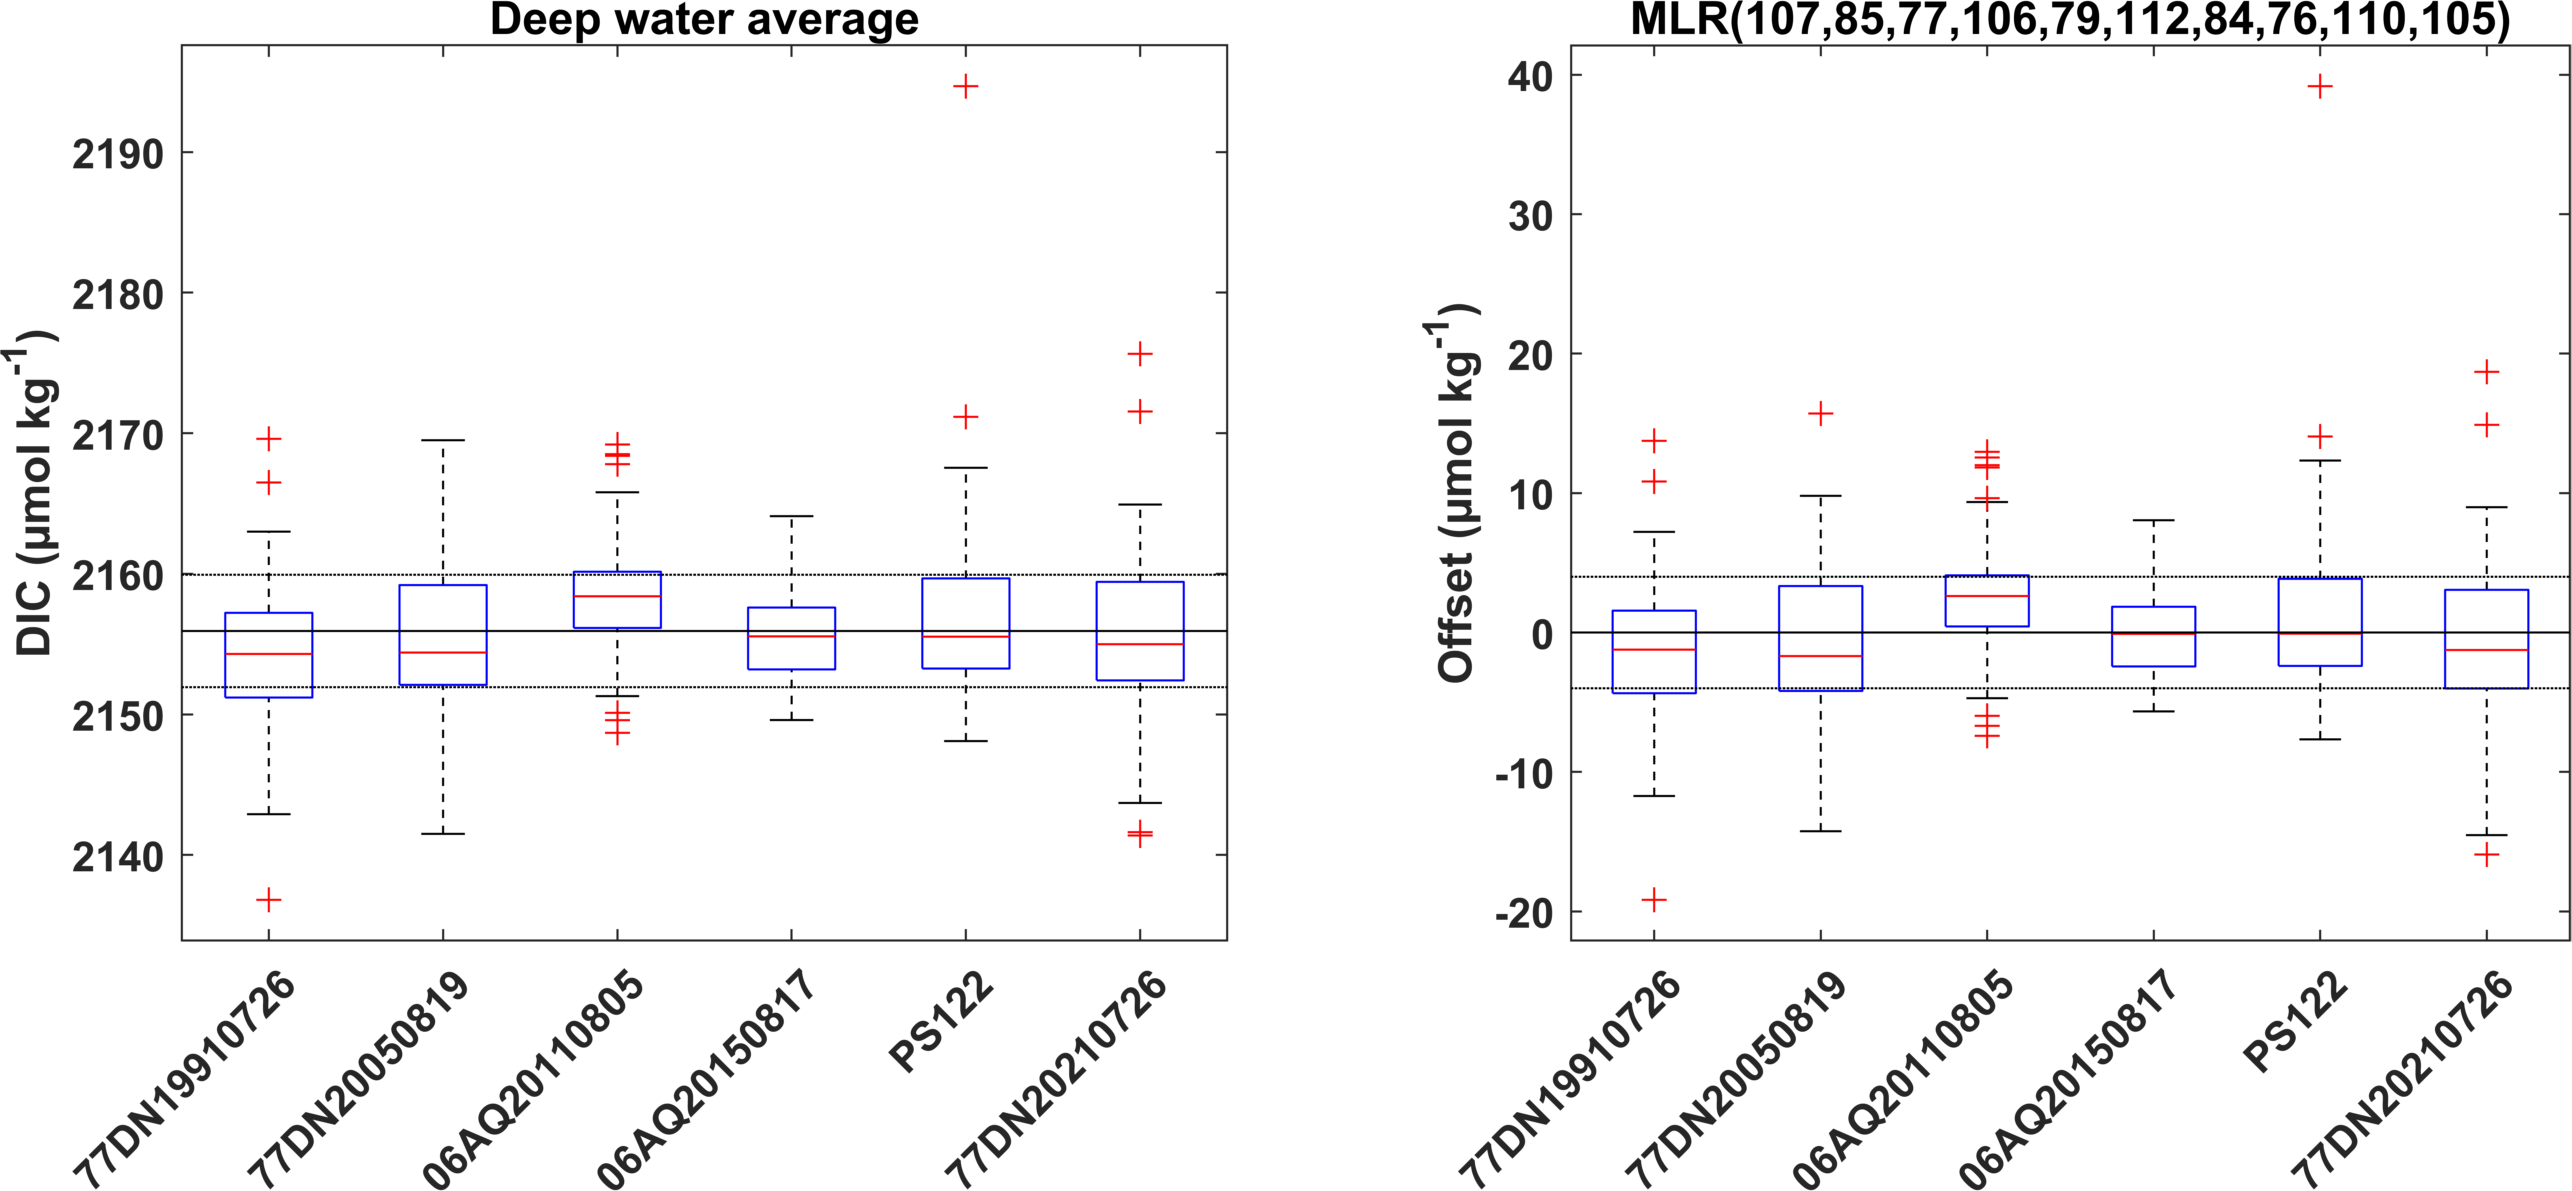 Deep water average
DIC (µmol kg-1)
2190
2180
2170
2160
2150
2140
77DN19910726
77DN20050819
06AQ20110805
06AQ20150817
PS122
77DN20210726
MLR(107,85,77,106,79,112,84,76,110,105)
Offset (µmol kg-1)
40
30
20
10
0
-10
-20
77DN19910726
77DN20050819
06AQ20110805
06AQ20150817
PS122
77DN20210726